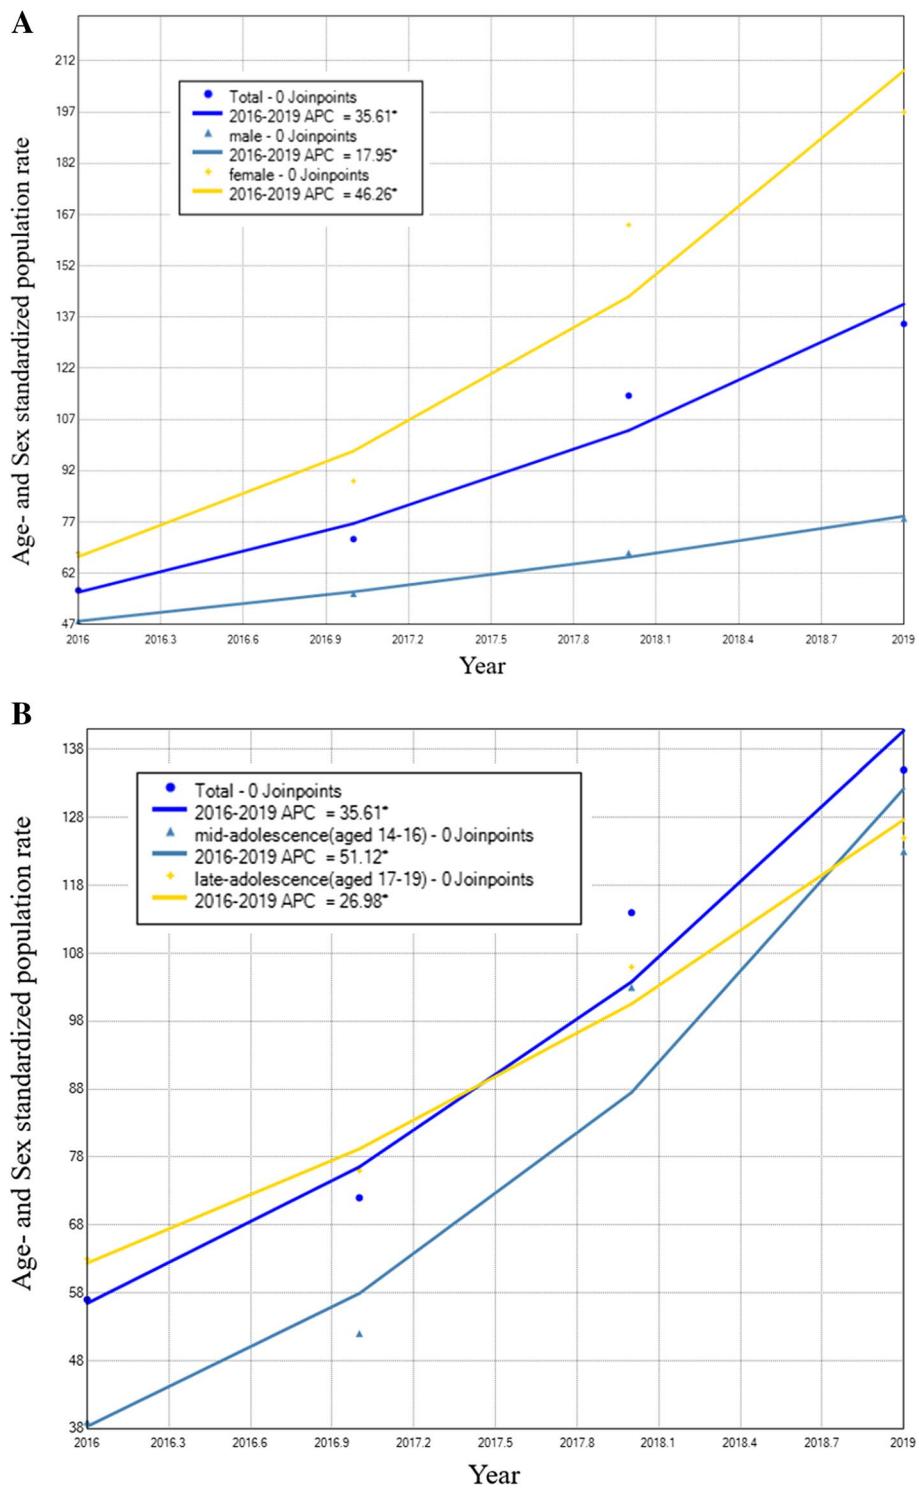 A
Age- and Sex standardized population rate
212
197
182
167
152
137
122
107
92
77
62
47
Total - 0 Joinpoints
2016-2019 APC = 35.61*
male - 0 Joinpoints
2016-2019 APC = 17.95*
female - 0 Joinpoints
2016-2019 APC = 46.26*
2016 2016.3 2016.6 2016.9 2017.2 2017.5 2017.8 2018.1 2018.4 2018.7 2019
Year
B
Age- and Sex standardized population rate
138
128
118
108
98
88
78
68
58
48
38
Total - 0 Joinpoints
2016-2019 APC = 35.61*
mid-adolescence(aged 14-16) - 0 Joinpoints
2016-2019 APC = 51.12*
late-adolescence(aged 17-19) - 0 Joinpoints
2016-2019 APC = 26.98*
2016 2016.3 2016.6 2016.9 2017.2 2017.5 2017.8 2018.1 2018.4 2018.7 2019
Year